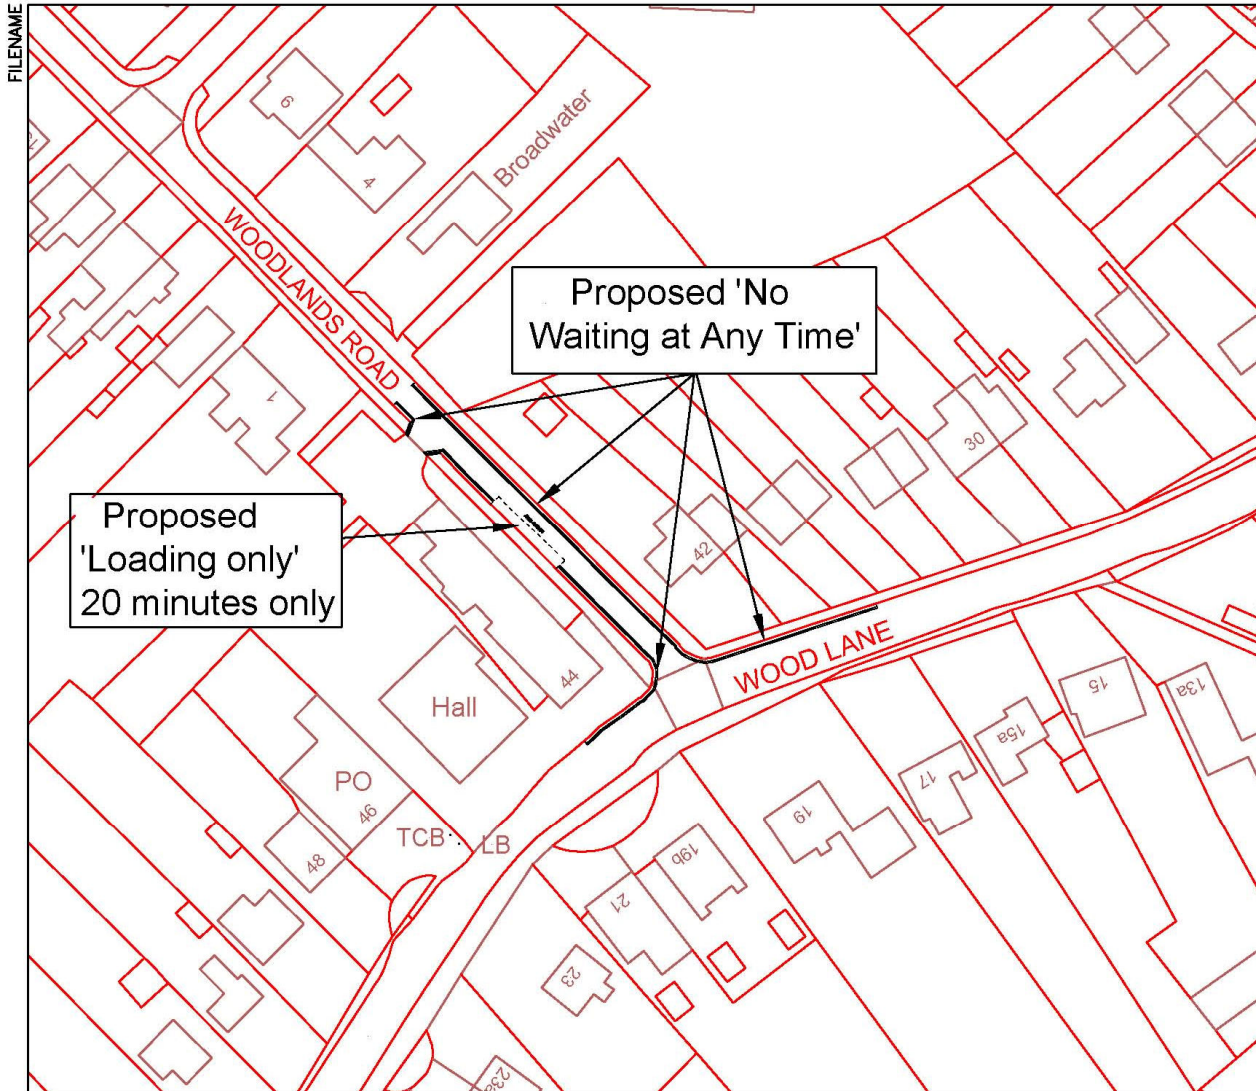 FILENAME
6
4
Broadwater
WOODLANDS ROAD
Proposed 'No
Waiting at Any Time'
1
30
Proposed
'Loading only'
20 minutes only
42
WOOD LANE
44
Hall
15
13a
15a
17
PO
46
19
TCB
LB
48
19b
21
23